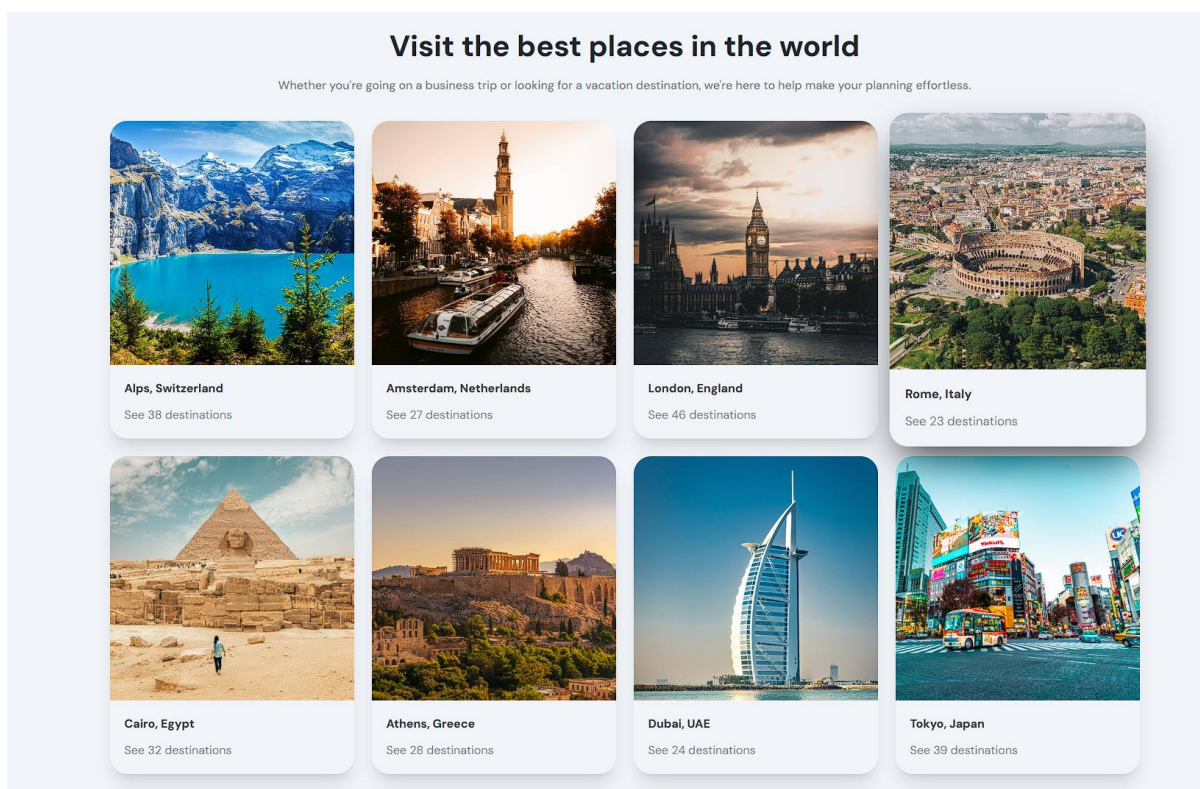 Visit the best places in the world
Whether you're going on a business trip or looking for a vacation destination, we're here to help make your planning effortless.
Alps, Switzerland
See 38 destinations
Amsterdam, Netherlands
See 27 destinations
London, England
See 46 destinations
Rome, Italy
See 23 destinations
Yakult
Cairo, Egypt
See 32 destinations
Athens, Greece
See 28 destinations
Dubai, UAE
See 24 destinations
Tokyo, Japan
See 39 destinations